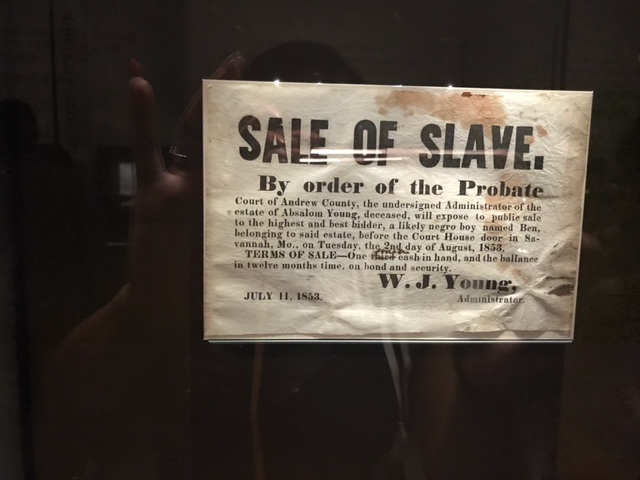 SALE OF SLAVE.
By order of the Probate
Court of Andrew County, the undersigned Administrator of the
estate of Absalom Young, deceased, will expose to public sale
to the highest and best bidder, a likely negro boy named Ben,
belonging to said estate, before the Court House door in Sa-
vannah, Mo., on Tuesday, the 2nd day of August, 1853.
TERMS OF SALE—One third cash in hand, and the ballance
in twelve months time, on bond and security.
W. J. Young,
JULY 11, 1853. Administrator.